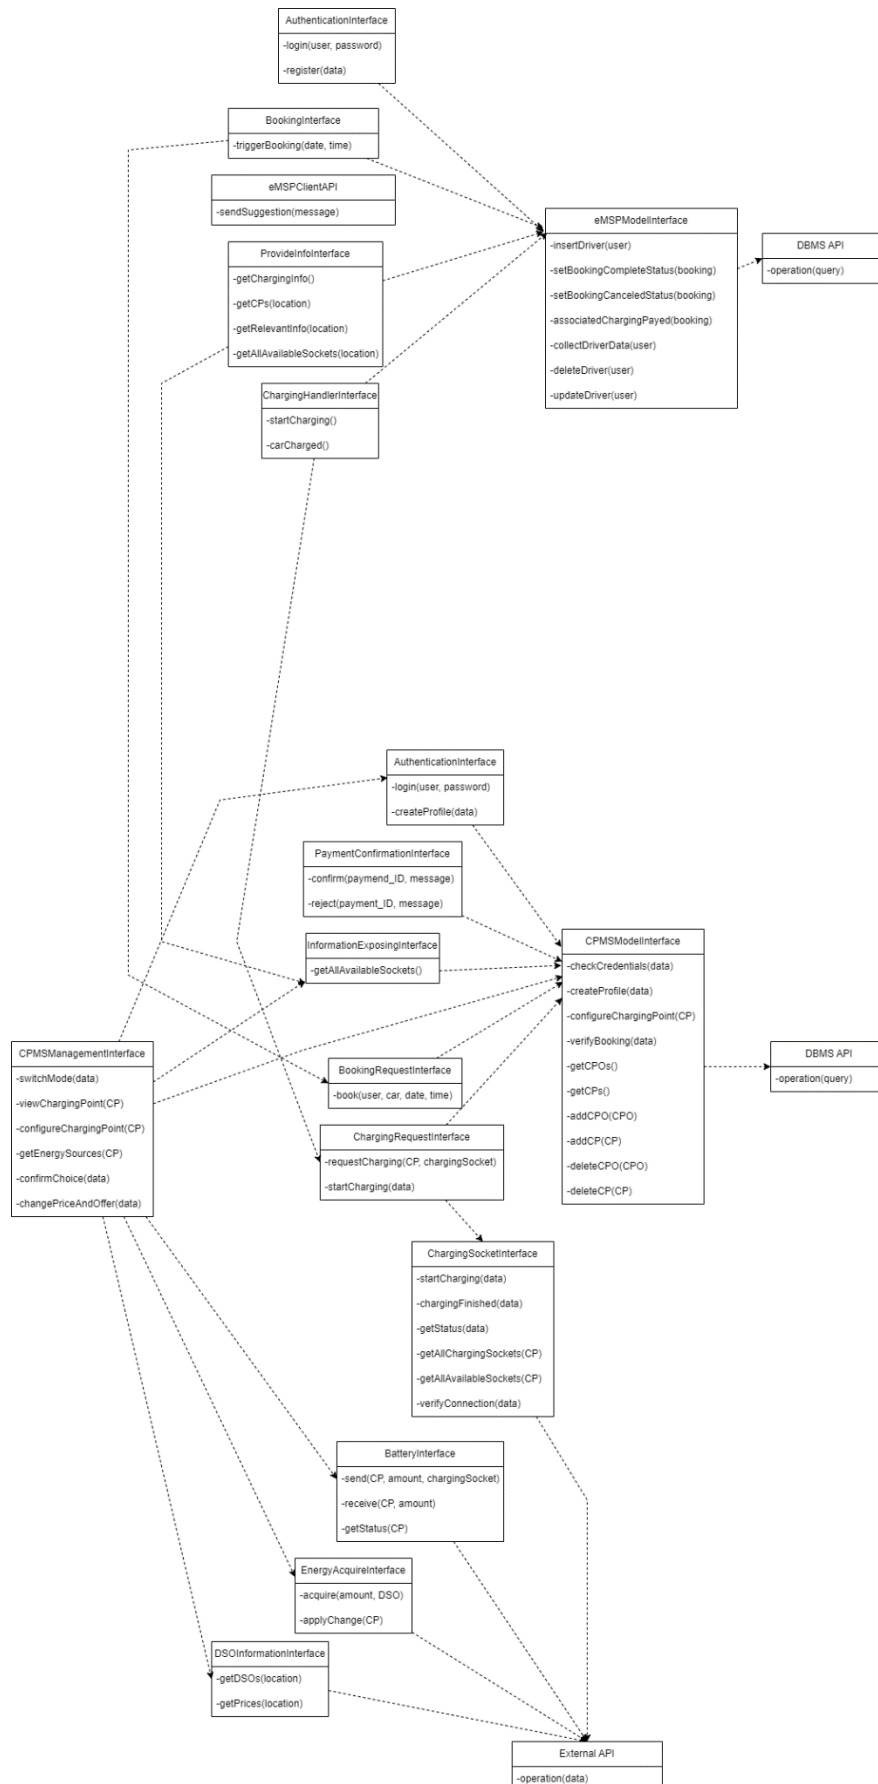 AuthenticationInterface
-login(user, password)
-register(data)
BookingInterface
-triggerBooking(date, time)
eMSPClientAPI
-sendSuggestion(message)
ProvideInfoInterface
-getChargingInfo()
-getCPs(location)
-getRelevantInfo(location)
-getAllAvailableSockets(location)
ChargingHandlerInterface
-startCharging()
-carCharged()
eMSPModelInterface
-insertDriver(user)
-setBookingCompleteStatus(booking)
-setBookingCanceledStatus(booking)
-associatedChargingPayed(booking)
-collectDriverData(user)
-deleteDriver(user)
-updateDriver(user)
DBMS API
-operation(query)
AuthenticationInterface
-login(user, password)
-createProfile(data)
PaymentConfirmationInterface
-confirm(paymend_ID, message)
-reject(payment_ID, message)
InformationExposingInterface
-getAllAvailableSockets()
CPMSModelInterface
-checkCredentials(data)
-createProfile(data)
-configureChargingPoint(CP)
-verifyBooking(data)
-getCPOs()
-getCPs()
-addCPO(CPO)
-addCP(CP)
-deleteCPO(CPO)
-deleteCP(CP)
DBMS API
-operation(query)
CPMSManagementInterface
-switchMode(data)
-viewChargingPoint(CP)
-configureChargingPoint(CP)
-getEnergySources(CP)
-confirmChoice(data)
-changePriceAndOffer(data)
BookingRequestInterface
-book(user, car, date, time)
ChargingRequestInterface
-requestCharging(CP, chargingSocket)
-startCharging(data)
ChargingSocketInterface
-startCharging(data)
-chargingFinished(data)
-getStatus(data)
-getAllChargingSockets(CP)
-getAllAvailableSockets(CP)
-verifyConnection(data)
BatteryInterface
-send(CP, amount, chargingSocket)
-receive(CP, amount)
-getStatus(CP)
EnergyAcquireInterface
-acquire(amount, DSO)
-applyChange(CP)
DSOInformationInterface
-getDSOs(location)
-getPrices(location)
External API
-operation(data)